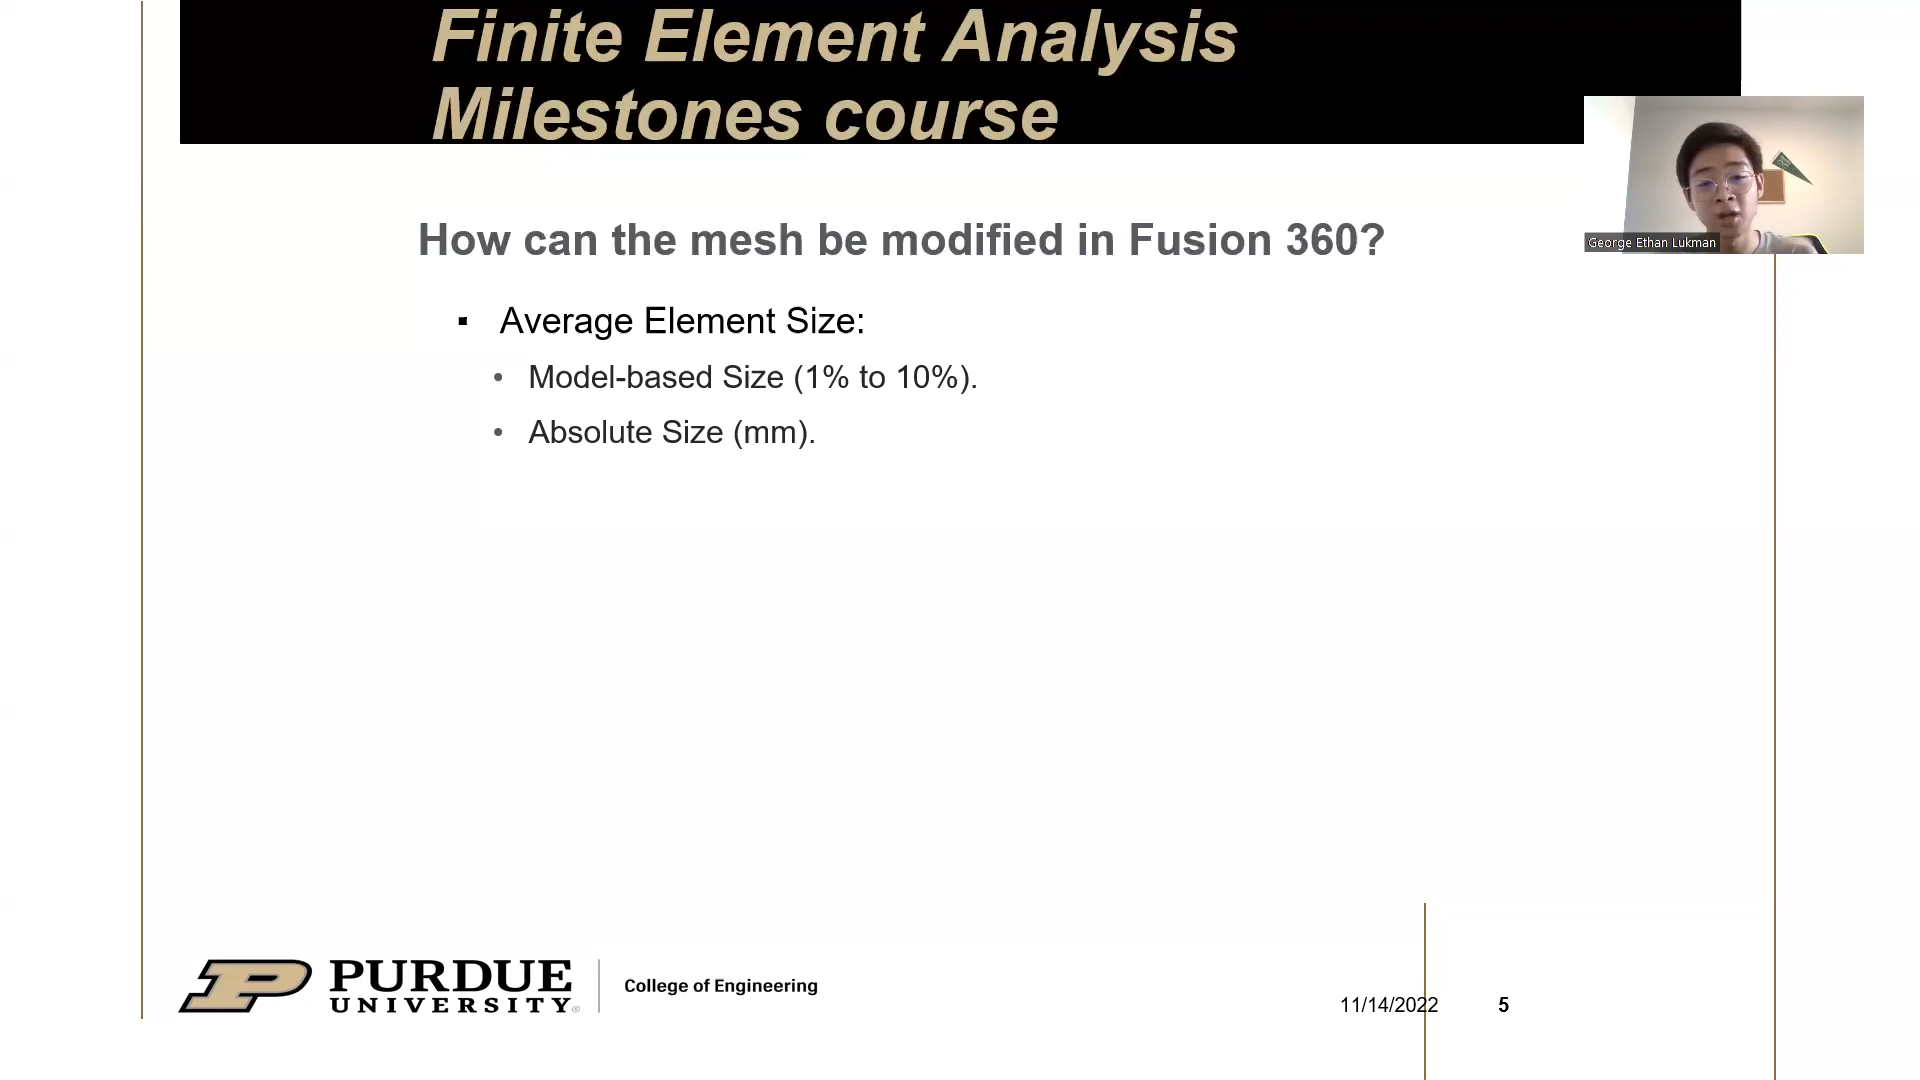 Finite Element Analysis
Milestones course
George Ethan Lukman
How can the mesh be modified in Fusion 360?
▪ Average Element Size:
• Model-based Size (1% to 10%).
• Absolute Size (mm).
PURDUE
UNIVERSITY®
College of Engineering
11/14/2022
5